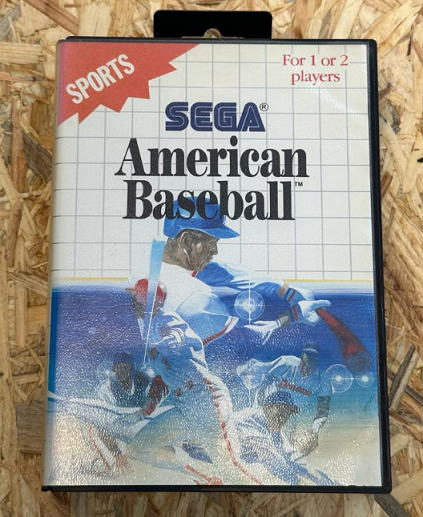 SPORTS
For 1 or 2
players
SEGA®
American
Baseball™